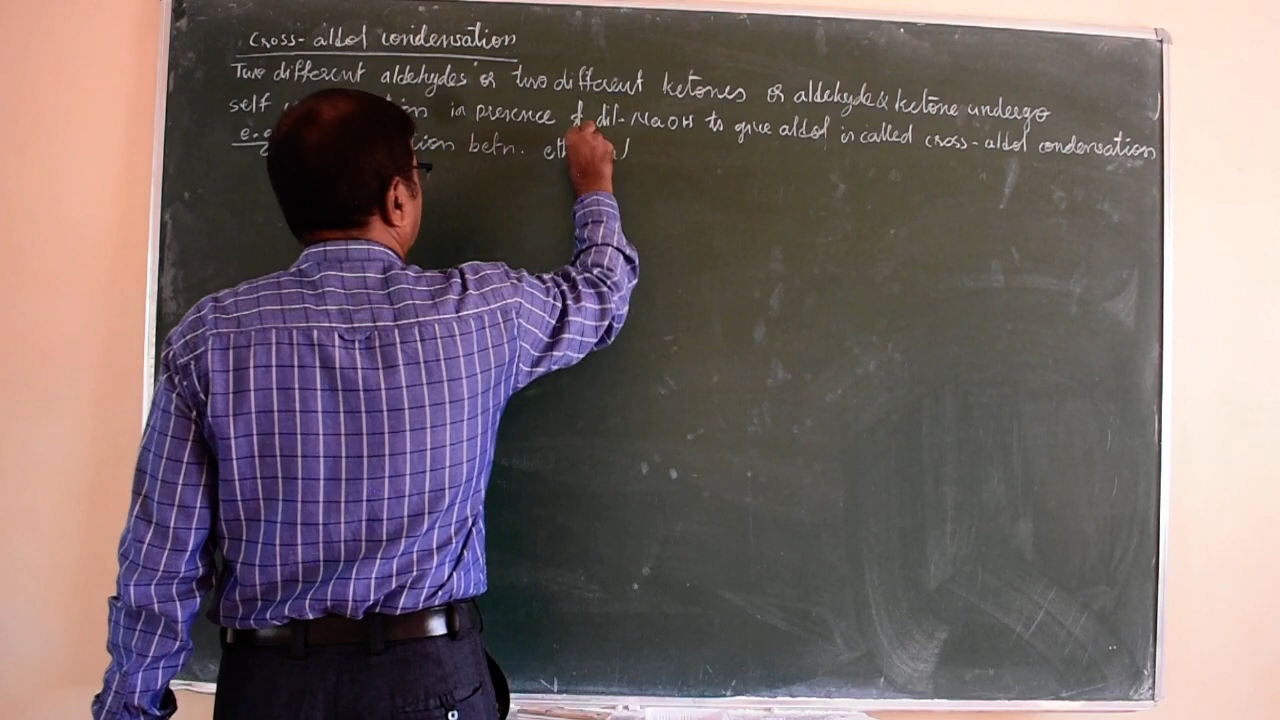 Cross-aldol condensation
Two different aldehydes or two different ketones or aldehyde & ketone undergo
self in presence of dil. NaOH to give aldol is called cross-aldol condensation
betn.